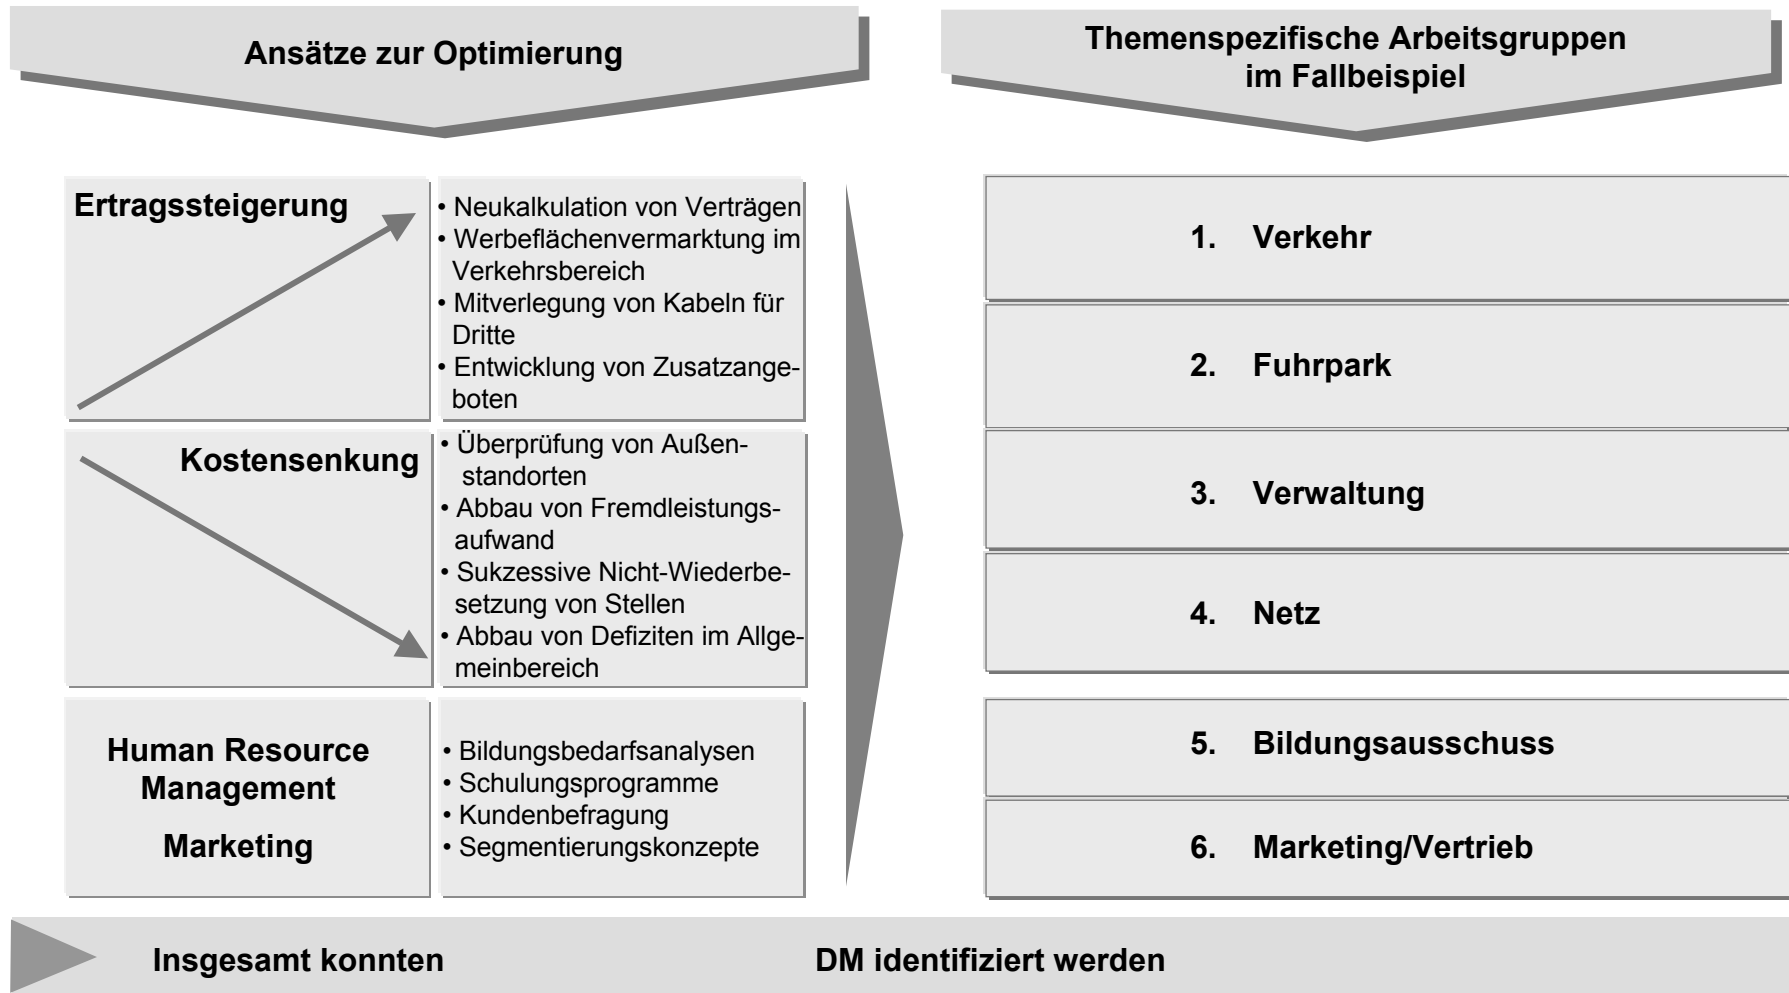 Ansätze zur Optimierung
Themenspezifische Arbeitsgruppen
im Fallbeispiel
Ertragssteigerung
• Neukalkulation von Verträgen
• Werbeflächenvermarktung im
Verkehrsbereich
• Mitverlegung von Kabeln für
Dritte
• Entwicklung von Zusatzange-
boten
Kostensenkung
• Überprüfung von Außen-
standorten
• Abbau von Fremdleistungs-
aufwand
• Sukzessive Nicht-Wiederbe-
setzung von Stellen
• Abbau von Defiziten im Allge-
meinbereich
Human Resource
Management
Marketing
• Bildungsbedarfsanalysen
• Schulungsprogramme
• Kundenbefragung
• Segmentierungskonzepte
1. Verkehr
2. Fuhrpark
3. Verwaltung
4. Netz
5. Bildungsausschuss
6. Marketing/Vertrieb
Insgesamt konnten DM identifiziert werden